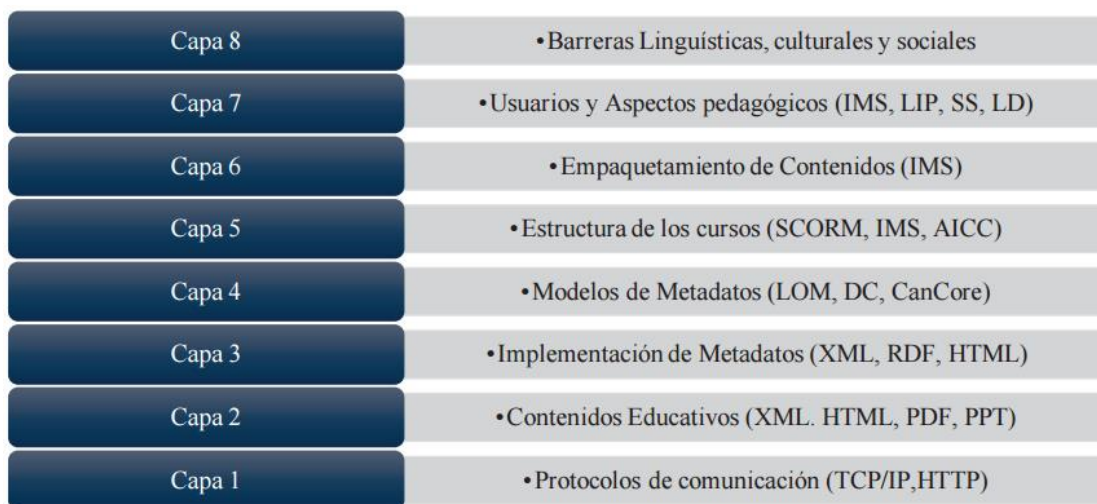 Capa 8
•Barreras Linguísticas, culturales y sociales
Capa 7
•Usuarios y Aspectos pedagógicos (IMS, LIP, SS, LD)
Capa 6
•Empaquetamiento de Contenidos (IMS)
Capa 5
•Estructura de los cursos (SCORM, IMS, AICC)
Capa 4
•Modelos de Metadatos (LOM, DC, CanCore)
Capa 3
•Implementación de Metadatos (XML, RDF, HTML)
Capa 2
•Contenidos Educativos (XML. HTML, PDF, PPT)
Capa 1
•Protocolos de comunicación (TCP/IP,HTTP)